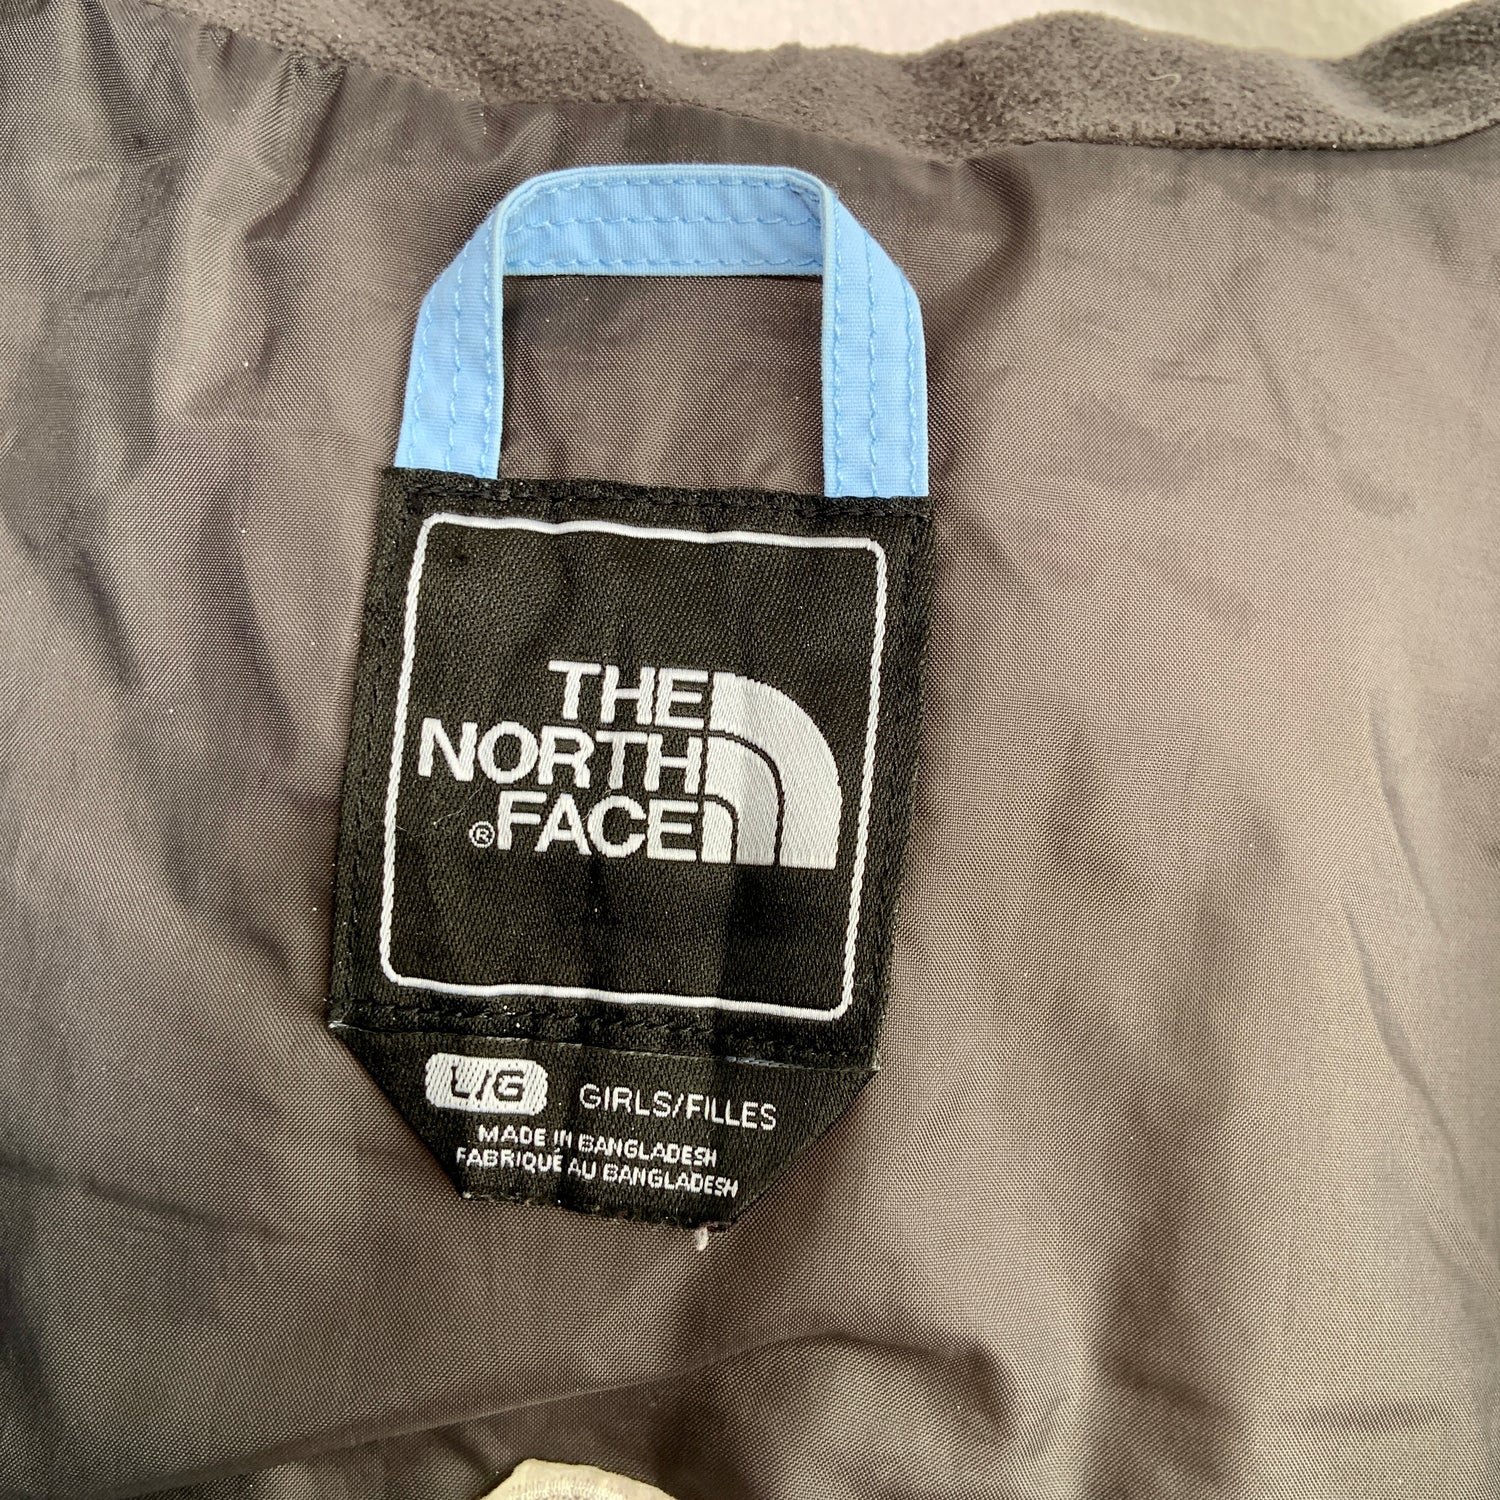 THE
NORTH
®FACE
L/G GIRLS/FILLES
MADE IN BANGLADESH
FABRIQUÉ AU BANGLADESH